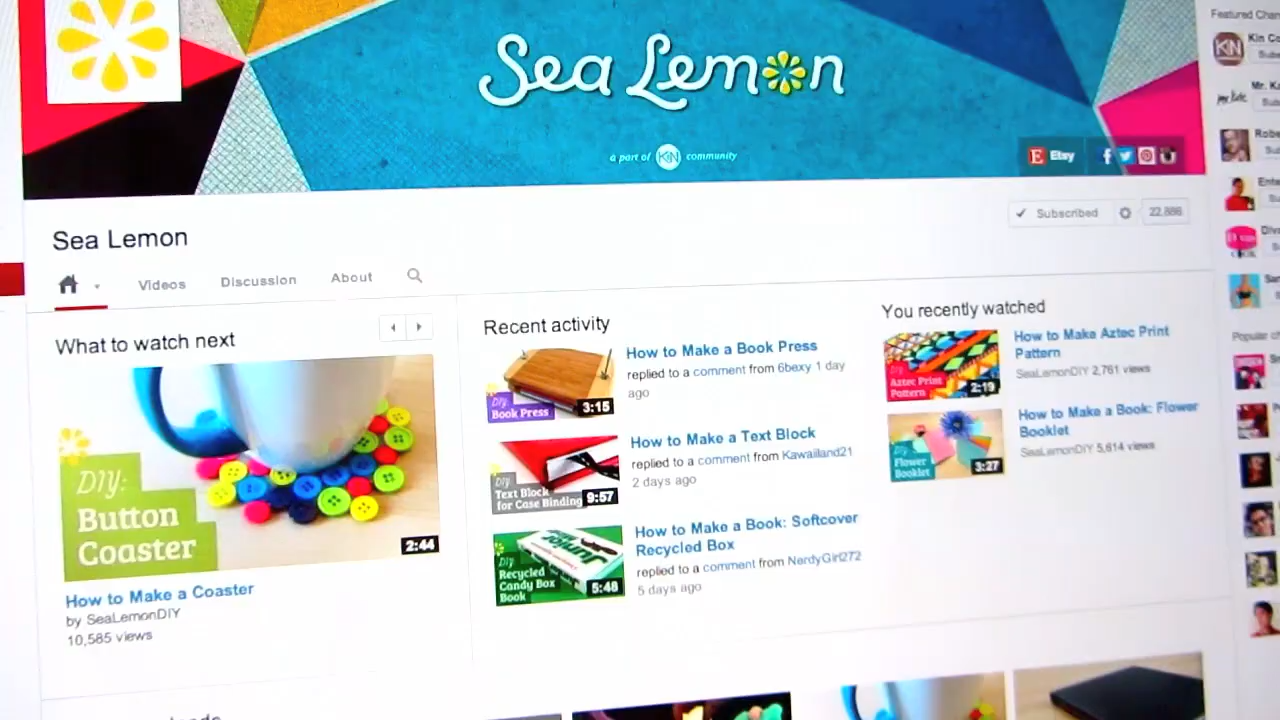 Sea Lemon
a part of KIN community
Etsy
Featured
Kin
Mr.
Sea Lemon
Subscribed
22,886
Videos
Discussion
About
What to watch next
DIY:
Button
Coaster
2:44
How to Make a Coaster
by SeaLemonDIY
10,585 views
Recent activity
DIY:
Book Press
3:15
How to Make a Book Press
replied to a comment from 6bexy 1 day
ago
Text Block
for Case Binding
9:57
How to Make a Text Block
replied to a comment from Kawaiiland21
2 days ago
DIY
Recycled
Candy Box
Book
Junior
5:48
How to Make a Book: Softcover
Recycled Box
replied to a comment from NerdyGirl272
5 days ago
You recently watched
DIY
Aztec Print
Pattern
2:19
How to Make Aztec Print
Pattern
SeaLemonDIY 2,761 views
DIY
Flower
Booklet
3:27
How to Make a Book: Flower
Booklet
SeaLemonDIY 5,614 views
Popular